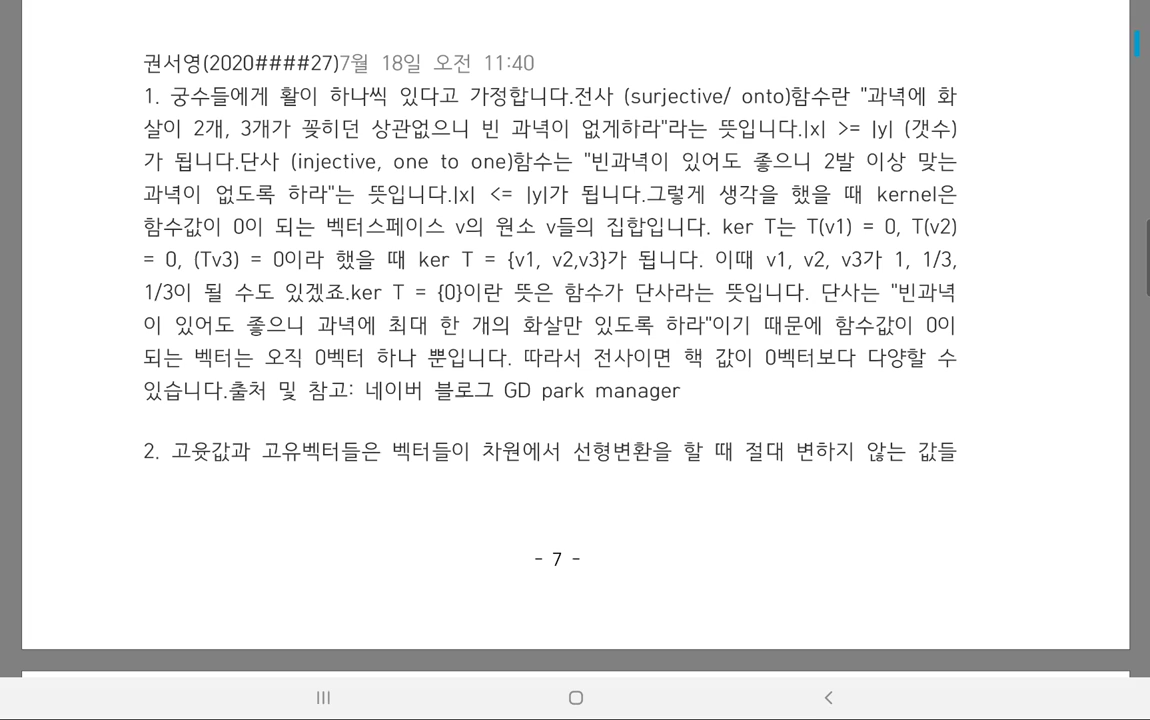 권서영(2020####27)7월 18일 오전 11:40
1. 궁수들에게 활이 하나씩 있다고 가정합니다.전사 (surjective/ onto)함수란 "과녁에 화
살이 2개, 3개가 꽂히던 상관없으니 빈 과녁이 없게하라"라는 뜻입니다.|x| >= |y| (갯수)
가 됩니다.단사 (injective, one to one)함수는 "빈과녁이 있어도 좋으니 2발 이상 맞는
과녁이 없도록 하라"는 뜻입니다.|x| <= |y|가 됩니다.그렇게 생각을 했을 때 kernel은
함수값이 0이 되는 벡터스페이스 v의 원소 v들의 집합입니다. ker T는 T(v1) = 0, T(v2)
= 0, (Tv3) = 0이라 했을 때 ker T = {v1, v2,v3}가 됩니다. 이때 v1, v2, v3가 1, 1/3,
1/3이 될 수도 있겠죠.ker T = {0}이란 뜻은 함수가 단사라는 뜻입니다. 단사는 "빈과녁
이 있어도 좋으니 과녁에 최대 한 개의 화살만 있도록 하라"이기 때문에 함수값이 0이
되는 벡터는 오직 0벡터 하나 뿐입니다. 따라서 전사이면 핵 값이 0벡터보다 다양할 수
있습니다.출처 및 참고: 네이버 블로그 GD park manager
2. 고윳값과 고유벡터들은 벡터들이 차원에서 선형변환을 할 때 절대 변하지 않는 값들
- 7 -